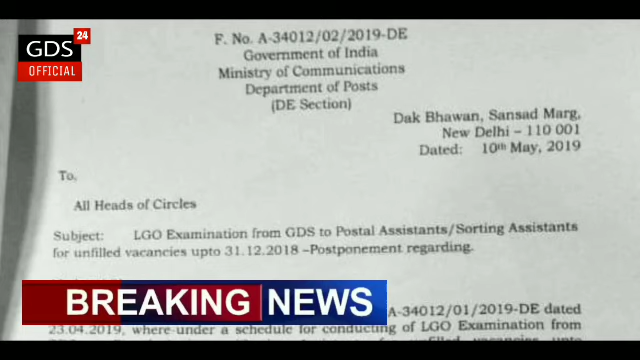 GDS 24
OFFICIAL
F. No. A-34012/02/2019-DE
Government of India
Ministry of Communications
Department of Posts
(DE Section)
Dak Bhawan, Sansad Marg,
New Delhi – 110 001
Dated: 10th May, 2019
To,
All Heads of Circles
Subject: LGO Examination from GDS to Postal Assistants/Sorting Assistants
for unfilled vacancies upto 31.12.2018 –Postponement regarding.
BREAKING NEWS
A-34012/01/2019-DE dated
23.04.2019, where-under a schedule for conducting of LGO Examination from